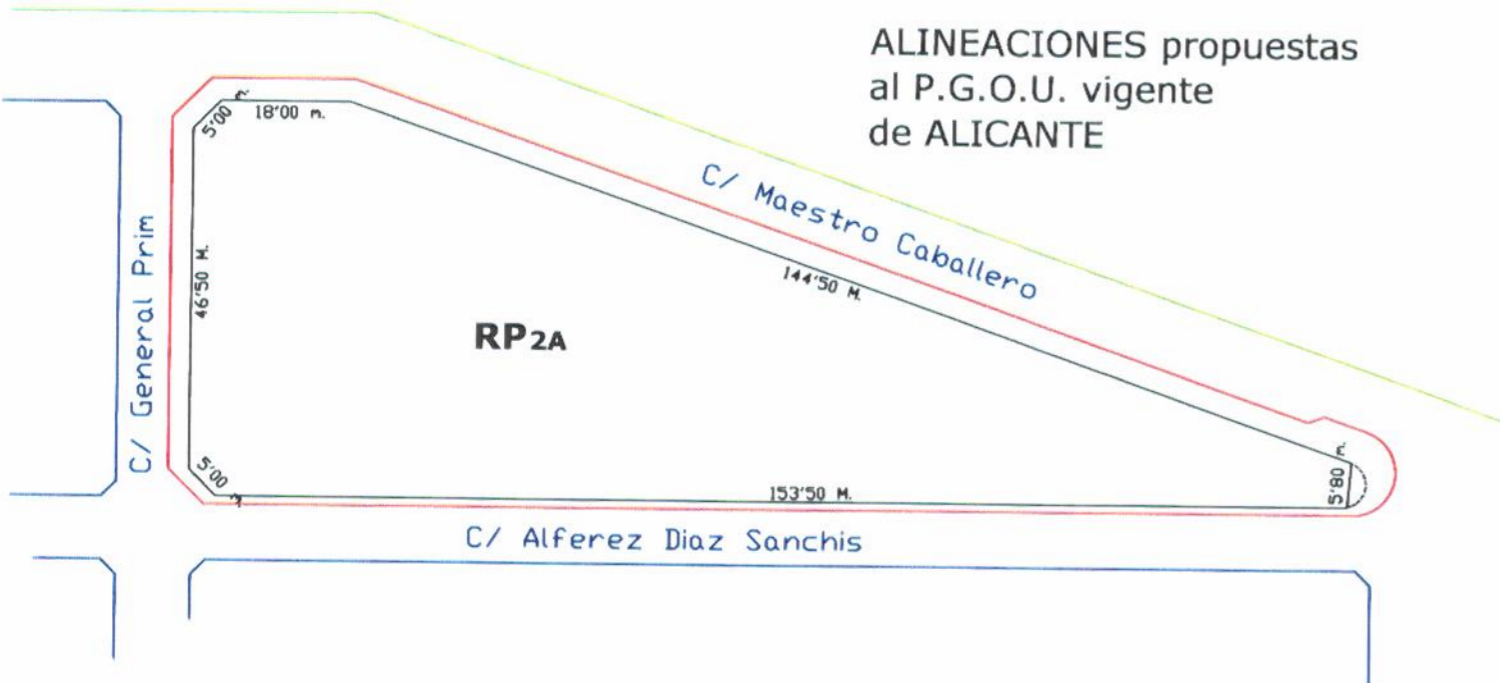 ALINEACIONES propuestas
al P.G.O.U. vigente
de ALICANTE
5'00 m.
18'00 m.
C/ Maestro Caballero
144'50 M.
C/ General Prim
46'50 M.
RP2A
5'00 m.
153'50 M.
5'80 m.
C/ Alferez Diaz Sanchis